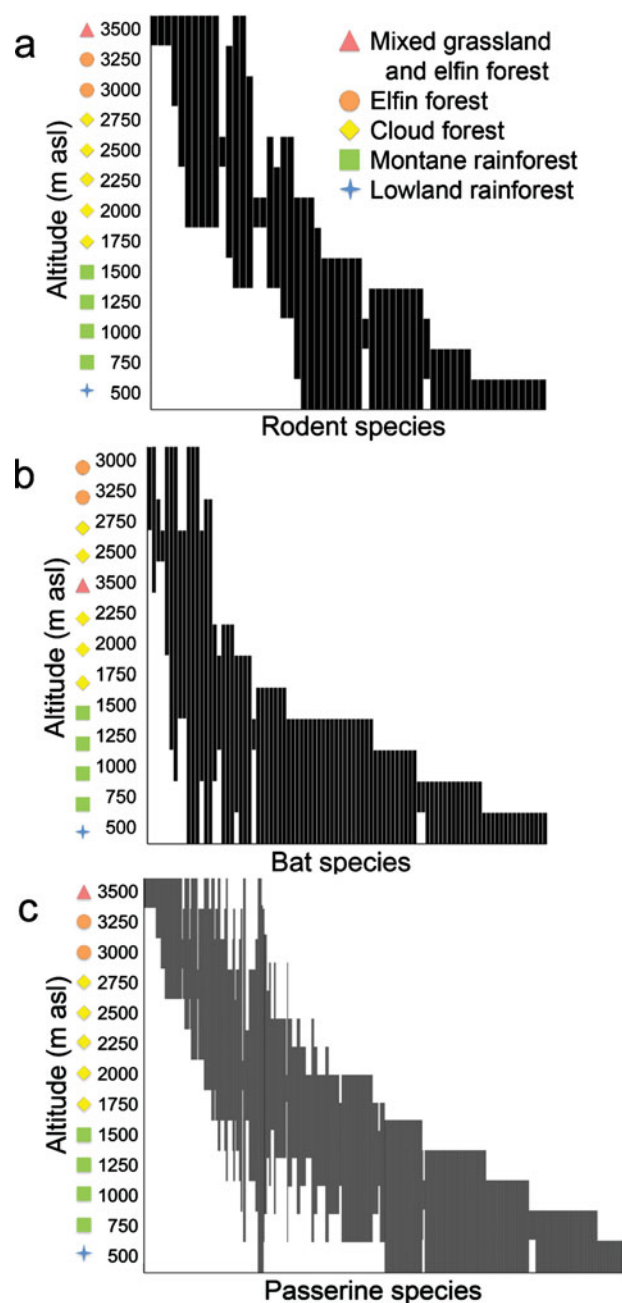 a
Altitude (m asl)
3500
3250
3000
2750
2500
2250
2000
1750
1500
1250
1000
750
500
Mixed grassland
and elfin forest
Elfin forest
Cloud forest
Montane rainforest
Lowland rainforest
Rodent species
b
Altitude (m asl)
3000
3250
2750
2500
3500
2250
2000
1750
1500
1250
1000
750
500
Bat species
c
Altitude (m asl)
3500
3250
3000
2750
2500
2250
2000
1750
1500
1250
1000
750
500
Passerine species